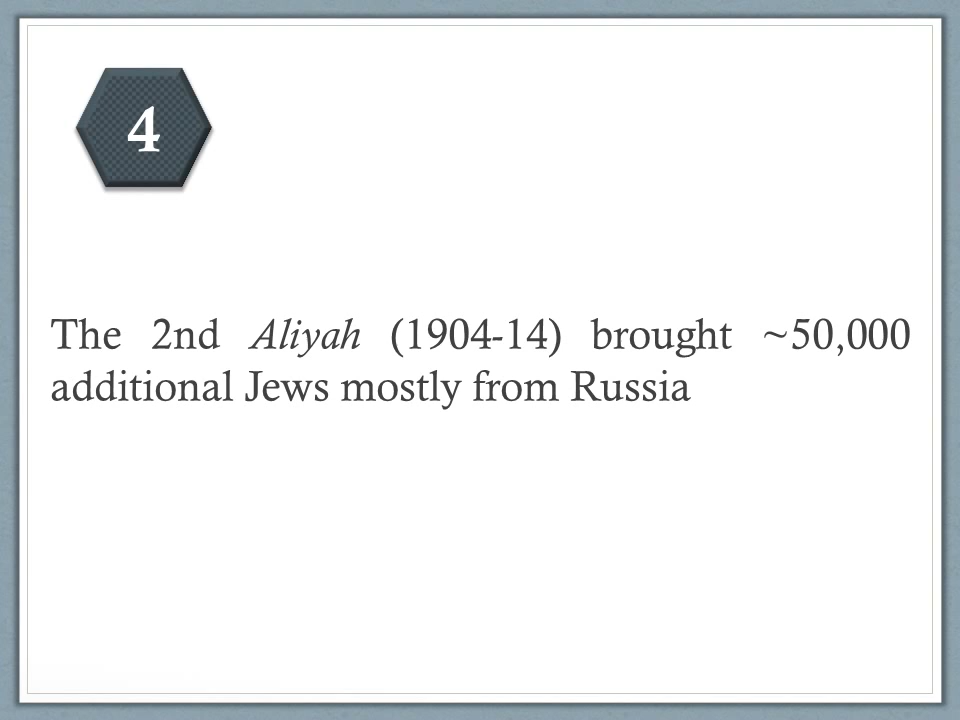 4
The 2nd Aliyah (1904-14) brought ~50,000
additional Jews mostly from Russia